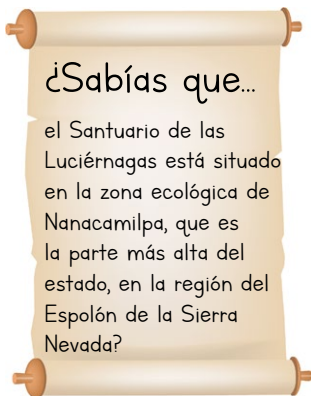 ¿Sabías que...
el Santuario de las
Luciérnagas está situado
en la zona ecológica de
Nanacamilpa, que es
la parte más alta del
estado, en la región del
Espolón de la Sierra
Nevada?